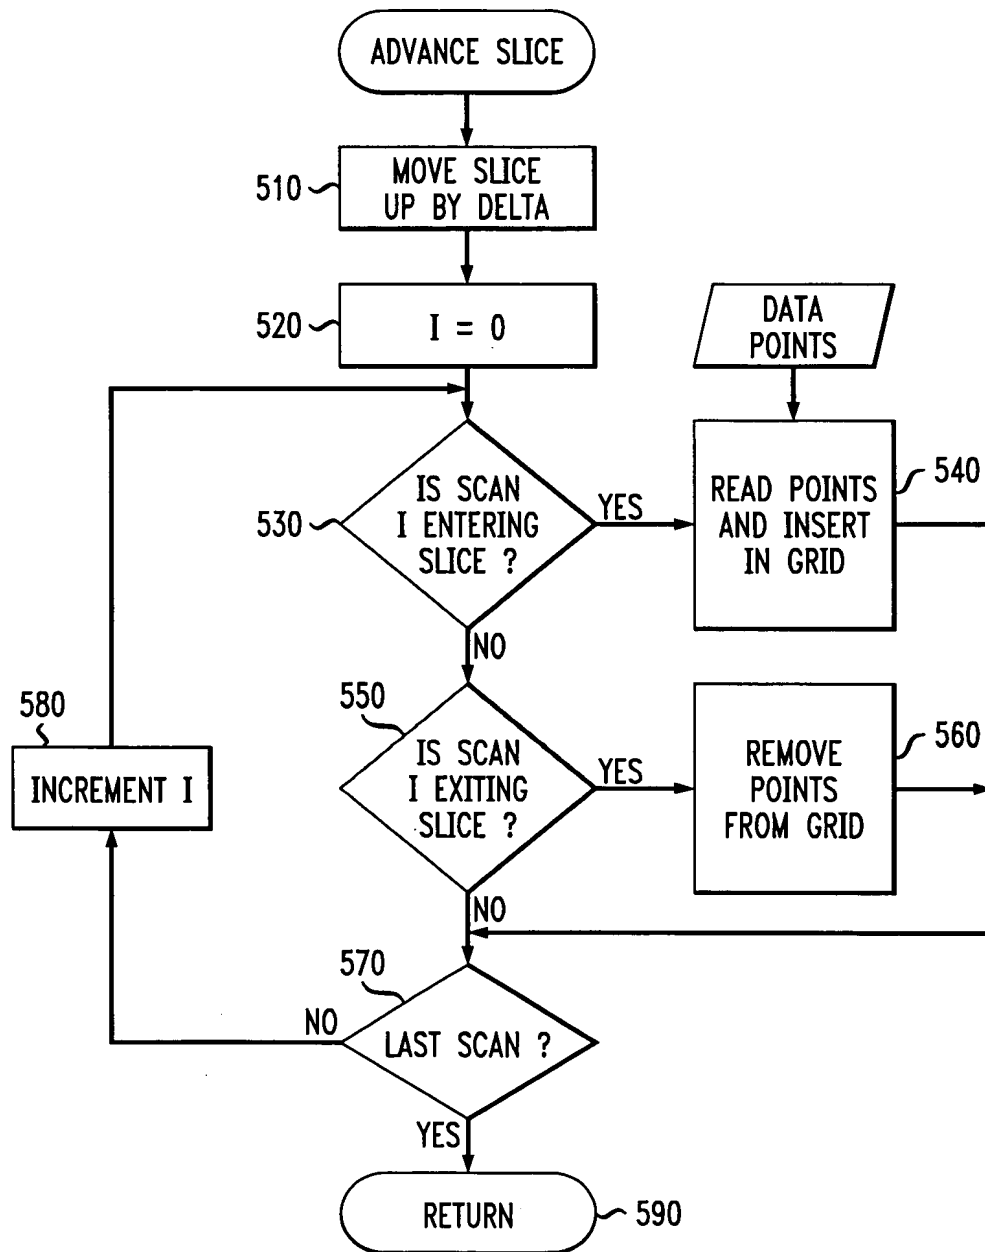 ADVANCE SLICE
510
MOVE SLICE
UP BY DELTA
520
I = 0
DATA
POINTS
530
IS SCAN
I ENTERING
SLICE ?
YES
READ POINTS
AND INSERT
IN GRID
540
NO
550
IS SCAN
I EXITING
SLICE ?
YES
REMOVE
POINTS
FROM GRID
560
NO
580
INCREMENT I
570
LAST SCAN ?
NO
YES
RETURN
590